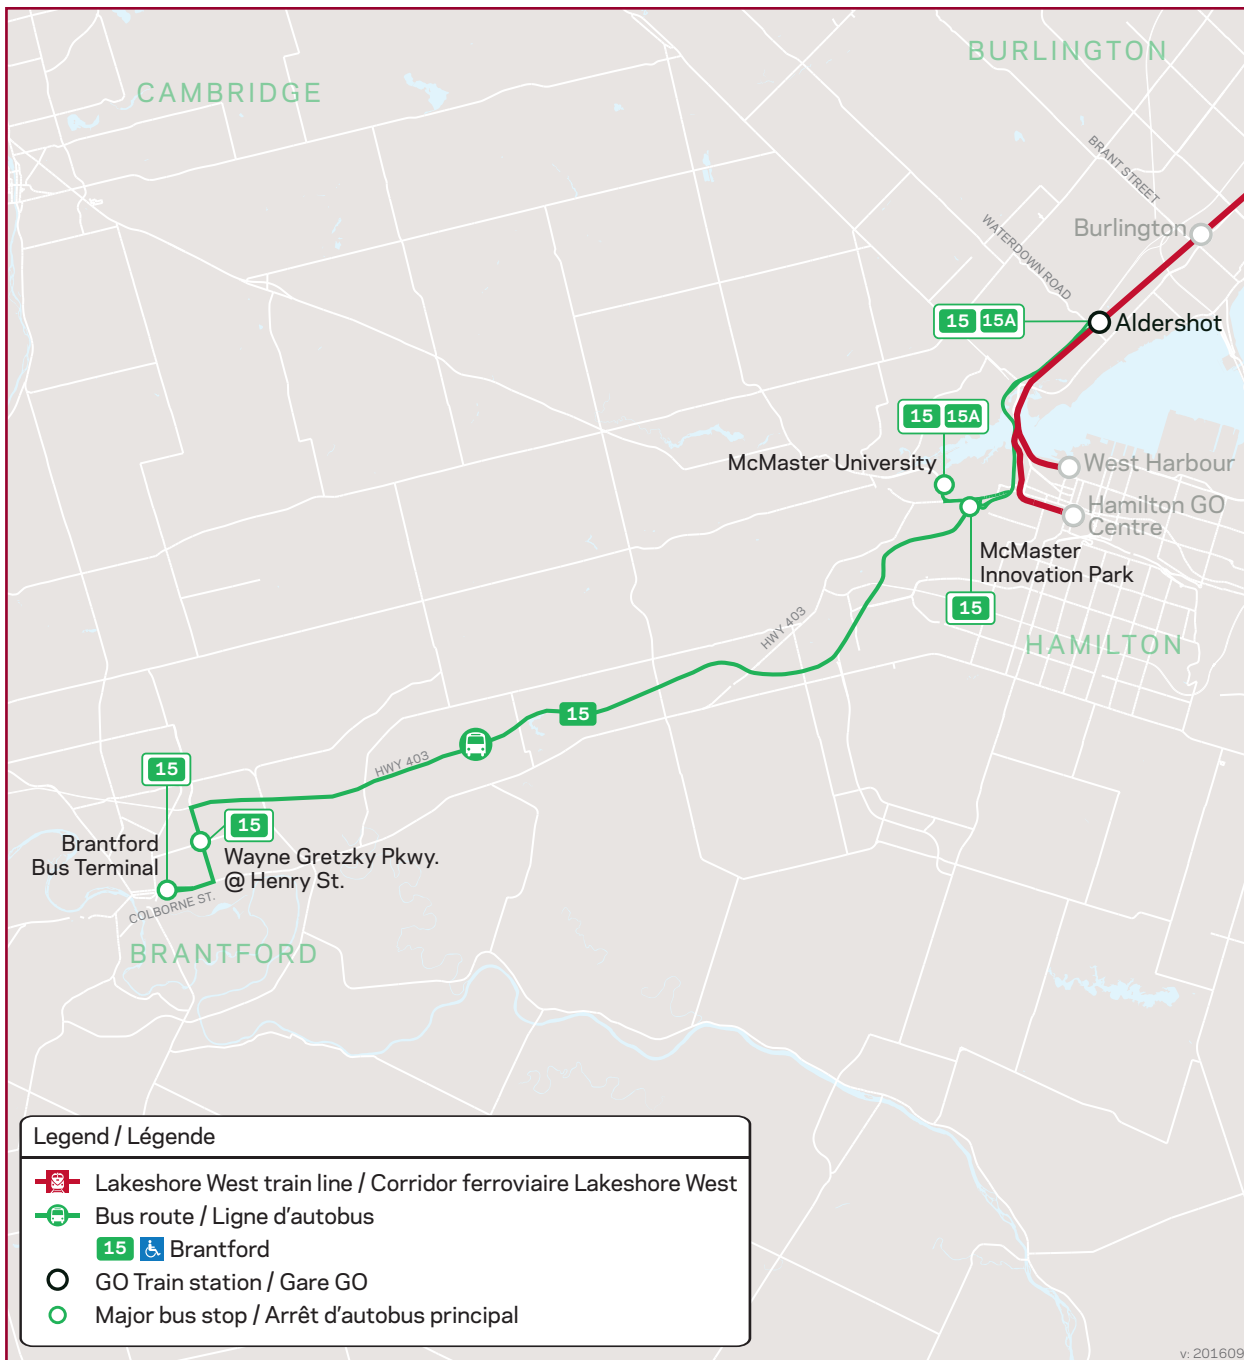 BURLINGTON
CAMBRIDGE
BRANT STREET
Burlington
WATERDOWN ROAD
15 15A
Aldershot
15 15A
McMaster University
West Harbour
Hamilton GO
Centre
McMaster
Innovation Park
15
HWY 403
HAMILTON
15
HWY 403
15
15
Brantford
Bus Terminal
Wayne Gretzky Pkwy.
@ Henry St.
COLBORNE ST.
BRANTFORD
Legend / Légende
Lakeshore West train line / Corridor ferroviaire Lakeshore West
Bus route / Ligne d'autobus
15 Brantford
GO Train station / Gare GO
Major bus stop / Arrêt d'autobus principal
v: 201609